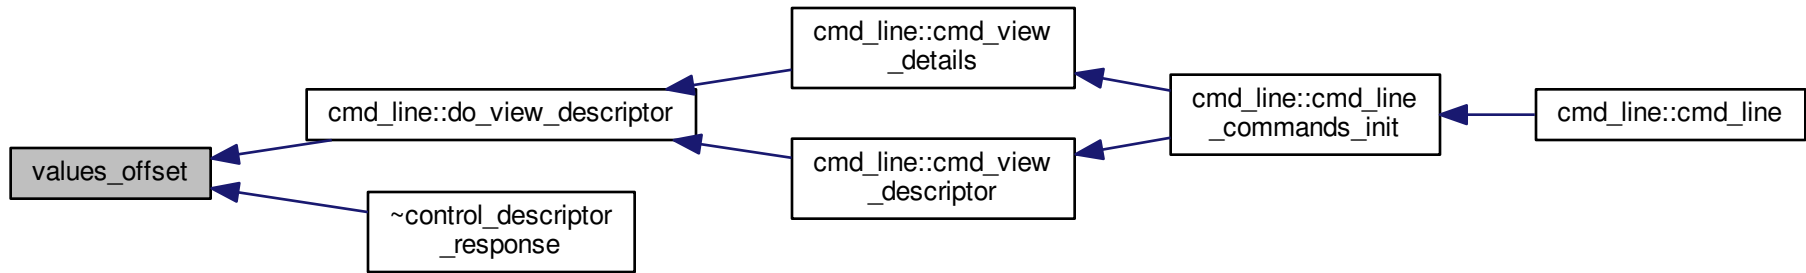 values_offset
cmd_line::do_view_descriptor
~control_descriptor
_response
cmd_line::cmd_view
_details
cmd_line::cmd_view
_descriptor
cmd_line::cmd_line
_commands_init
cmd_line::cmd_line